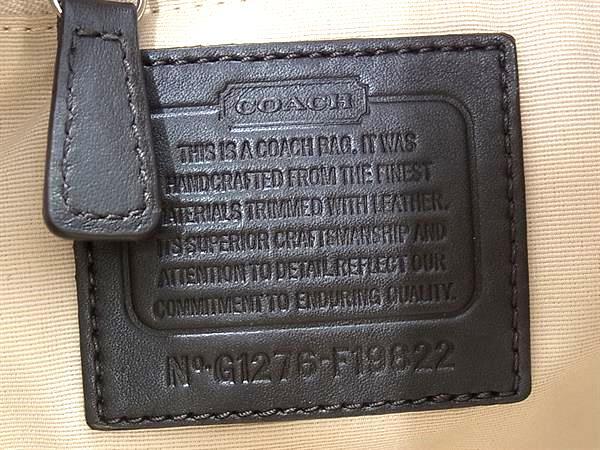 COACH
THIS IS A COACH BAG. IT WAS
HANDCRAFTED FROM THE FINEST
MATERIALS TRIMMED WITH LEATHER.
ITS SUPERIOR CRAFTSMANSHIP AND
ATTENTION TO DETAIL REFLECT OUR
COMMITMENT TO ENDURING QUALITY.
No·G1276-F19822